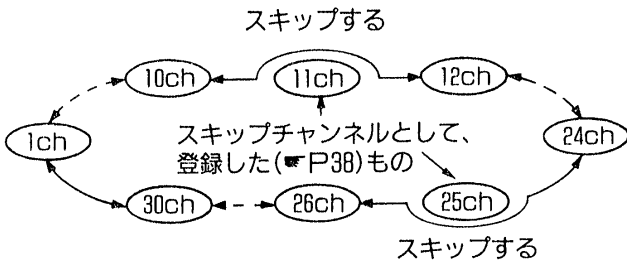 スキップする
10ch
11ch
12ch
1ch
スキップチャンネルとして、
登録した(☛P38)もの
24ch
30ch
26ch
25ch
スキップする